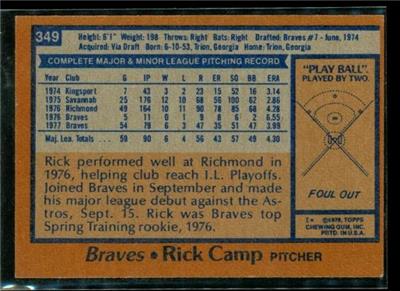 349
Height: 6'1" Weight: 198 Throws: Right Bats: Right Drafted: Braves #7 - June, 1974
Acquired: Via Draft Born: 6-10-53, Trion, Georgia Home: Trion, Georgia
COMPLETE MAJOR & MINOR LEAGUE PITCHING RECORD
Year Club G IP W L R ER SO BB ERA
1974 Kingsport 7 43 3 2 23 15 24 16 3.14
1975 Savannah 25 176 12 10 68 56 100 62 2.86
1976 Richmond 49 164 10 11 90 78 85 68 4.28
1976 Braves 5 11 0 1 9 8 6 2 6.55
1977 Braves 54 79 6 3 47 35 51 47 3.99
Maj. Lea. Totals 59 90 6 4 56 43 57 49 4.30
Rick performed well at Richmond in
1976, helping club reach I.L. Playoffs.
Joined Braves in September and made
his major league debut against the As-
tros, Sept. 15. Rick was Braves top
Spring Training rookie, 1976.
"PLAY BALL"
PLAYED BY TWO.
FOUL OUT
© 1978, TOPPS
CHEWING GUM, INC.
PRTD. IN U.S.A.
Braves • Rick Camp PITCHER